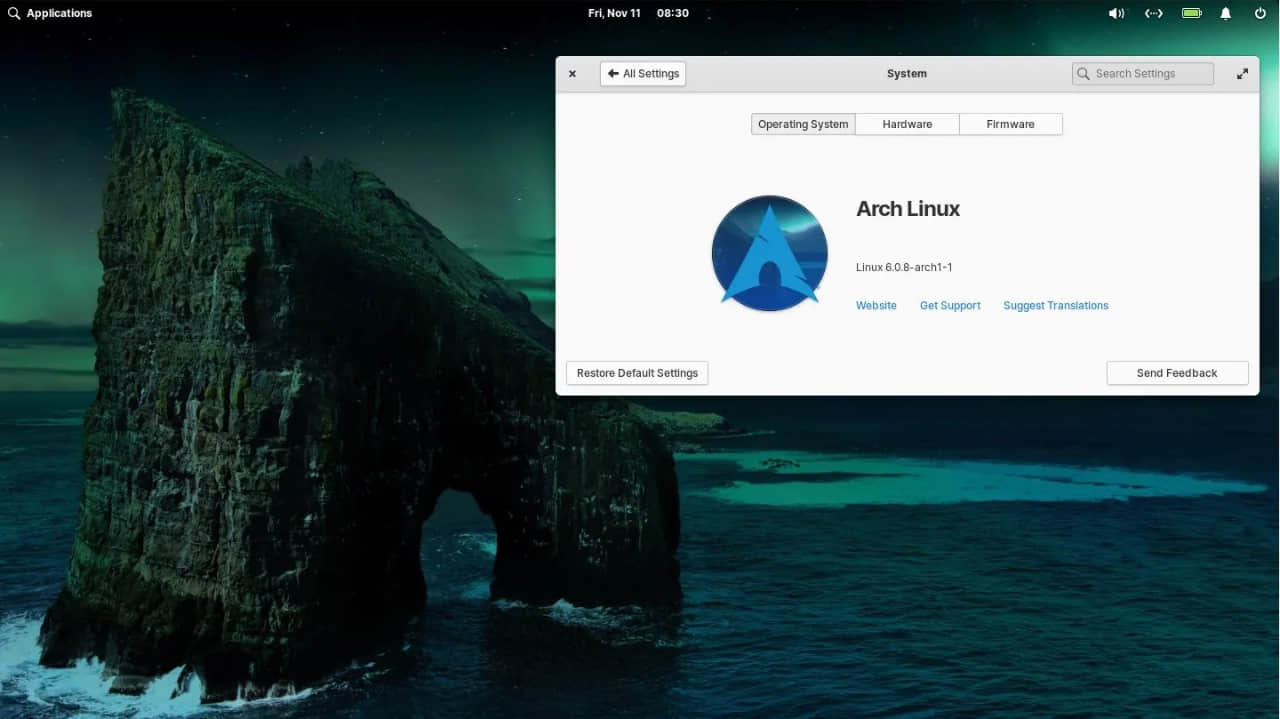 Applications
Fri, Nov 11 08:30
All Settings
System
Search Settings
Operating System Hardware Firmware
Arch Linux
Linux 6.0.8-arch1-1
Website Get Support Suggest Translations
Restore Default Settings Send Feedback